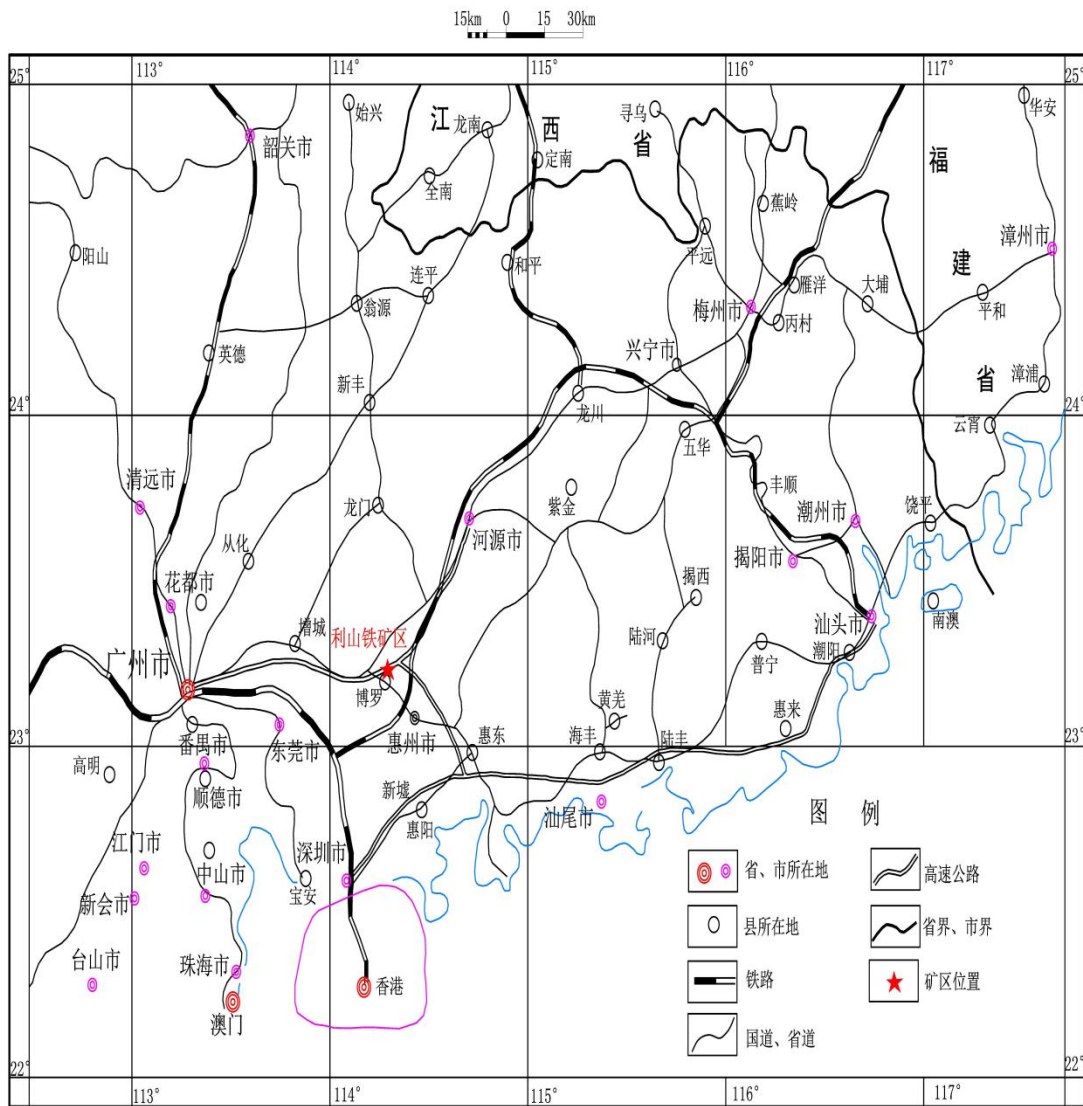 15km 0 15 30km
25° 113° 114° 115° 116° 117° 25°
始兴
江
龙南
西
寻乌
省
华安
韶关市
定南
福
全南
蕉岭
漳州市
阳山
和平
平远
建
连平
雁洋
大埔
翁源
梅州市
丙村
平和
英德
兴宁市
省
漳浦
新丰
24° 龙川 24°
云霄
五华
清远市
龙门
紫金
丰顺
河源市
潮州市
饶平
从化
揭阳市
花都市
揭西
南澳
增城
利山铁矿区
陆河
汕头市
广州市
普宁
潮阳
博罗
黄羌
番禺市
东莞市
惠州市
惠东
海丰
陆丰
惠来
23° 23°
高明
顺德市
新墟
惠阳
汕尾市
图 例
江门市
中山市
深圳市
宝安
省、市所在地
高速公路
新会市
县所在地
省界、市界
台山市
珠海市
香港
铁路
矿区位置
澳门
国道、省道
22° 22°
113° 114° 115° 116° 117°